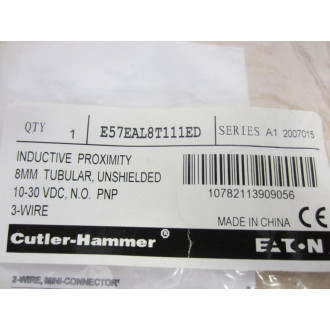 QTY 1 E57EAL8T111ED SERIES A1 2007015
INDUCTIVE PROXIMITY
8MM TUBULAR, UNSHIELDED
10-30 VDC, N.O. PNP
3-WIRE
10782113909056
MADE IN CHINA CE
Cutler-Hammer EATON
2-WIRE, MINI-CONNECTOR